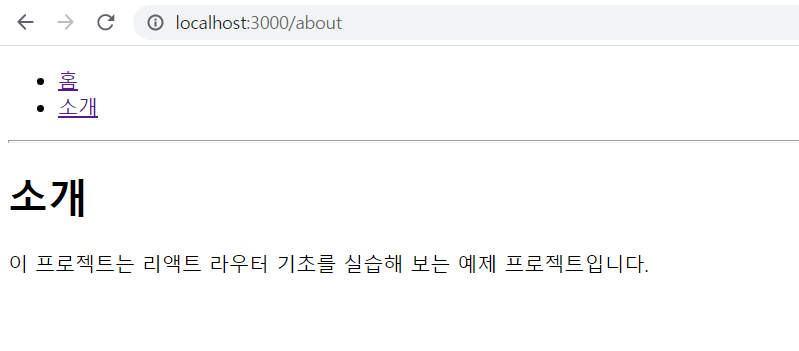 localhost:3000/about
홈
소개
소개
이 프로젝트는 리액트 라우터 기초를 실습해 보는 예제 프로젝트입니다.